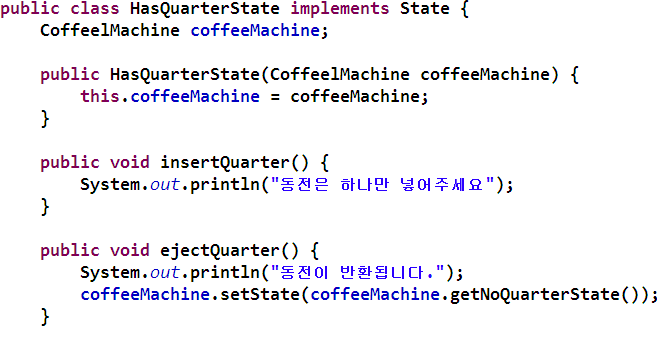 public class HasQuarterState implements State {
CoffeelMachine coffeeMachine;
public HasQuarterState(CoffeelMachine coffeeMachine) {
this.coffeeMachine = coffeeMachine;
}
public void insertQuarter() {
System.out.println("동전은 하나만 넣어주세요");
}
public void ejectQuarter() {
System.out.println("동전이 반환됩니다.");
coffeeMachine.setState(coffeeMachine.getNoQuarterState());
}